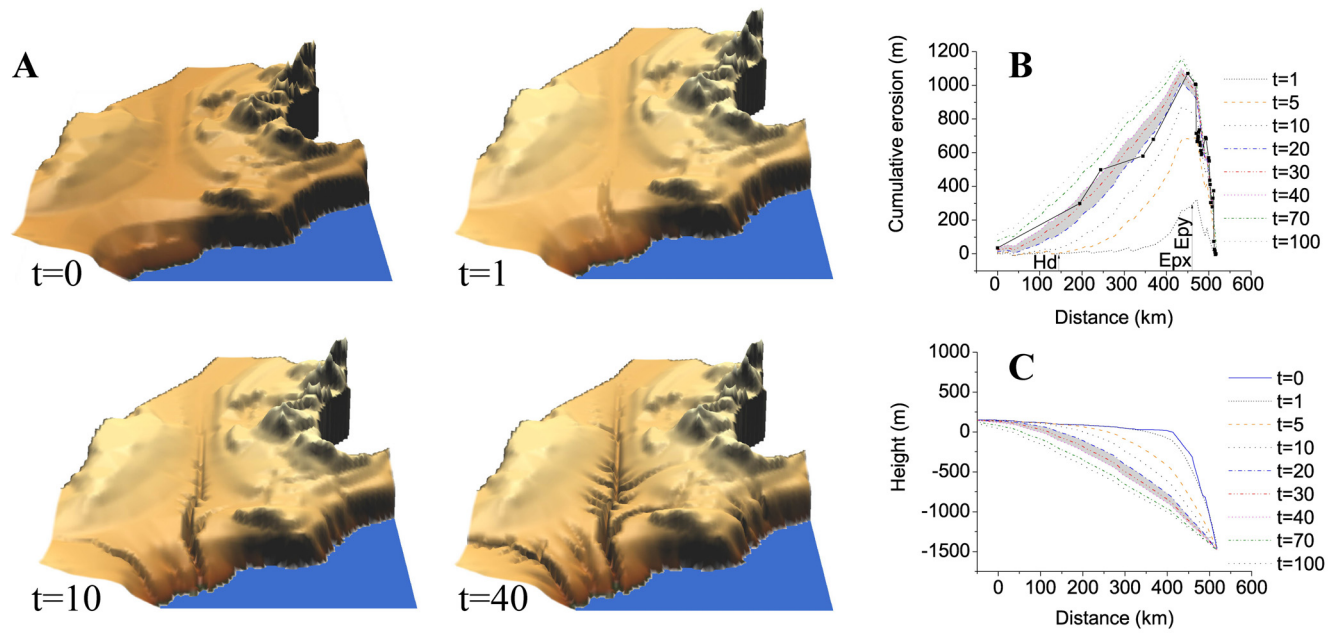 A
t=0
t=1
t=10
t=40
B
Cumulative erosion (m)
1200
1000
800
600
400
200
0
Hd
Epx
Epy
0 100 200 300 400 500 600
Distance (km)
t=1
t=5
t=10
t=20
t=30
t=40
t=70
t=100
C
Height (m)
1000
500
0
-500
-1000
-1500
0 100 200 300 400 500 600
Distance (km)
t=0
t=1
t=5
t=10
t=20
t=30
t=40
t=70
t=100